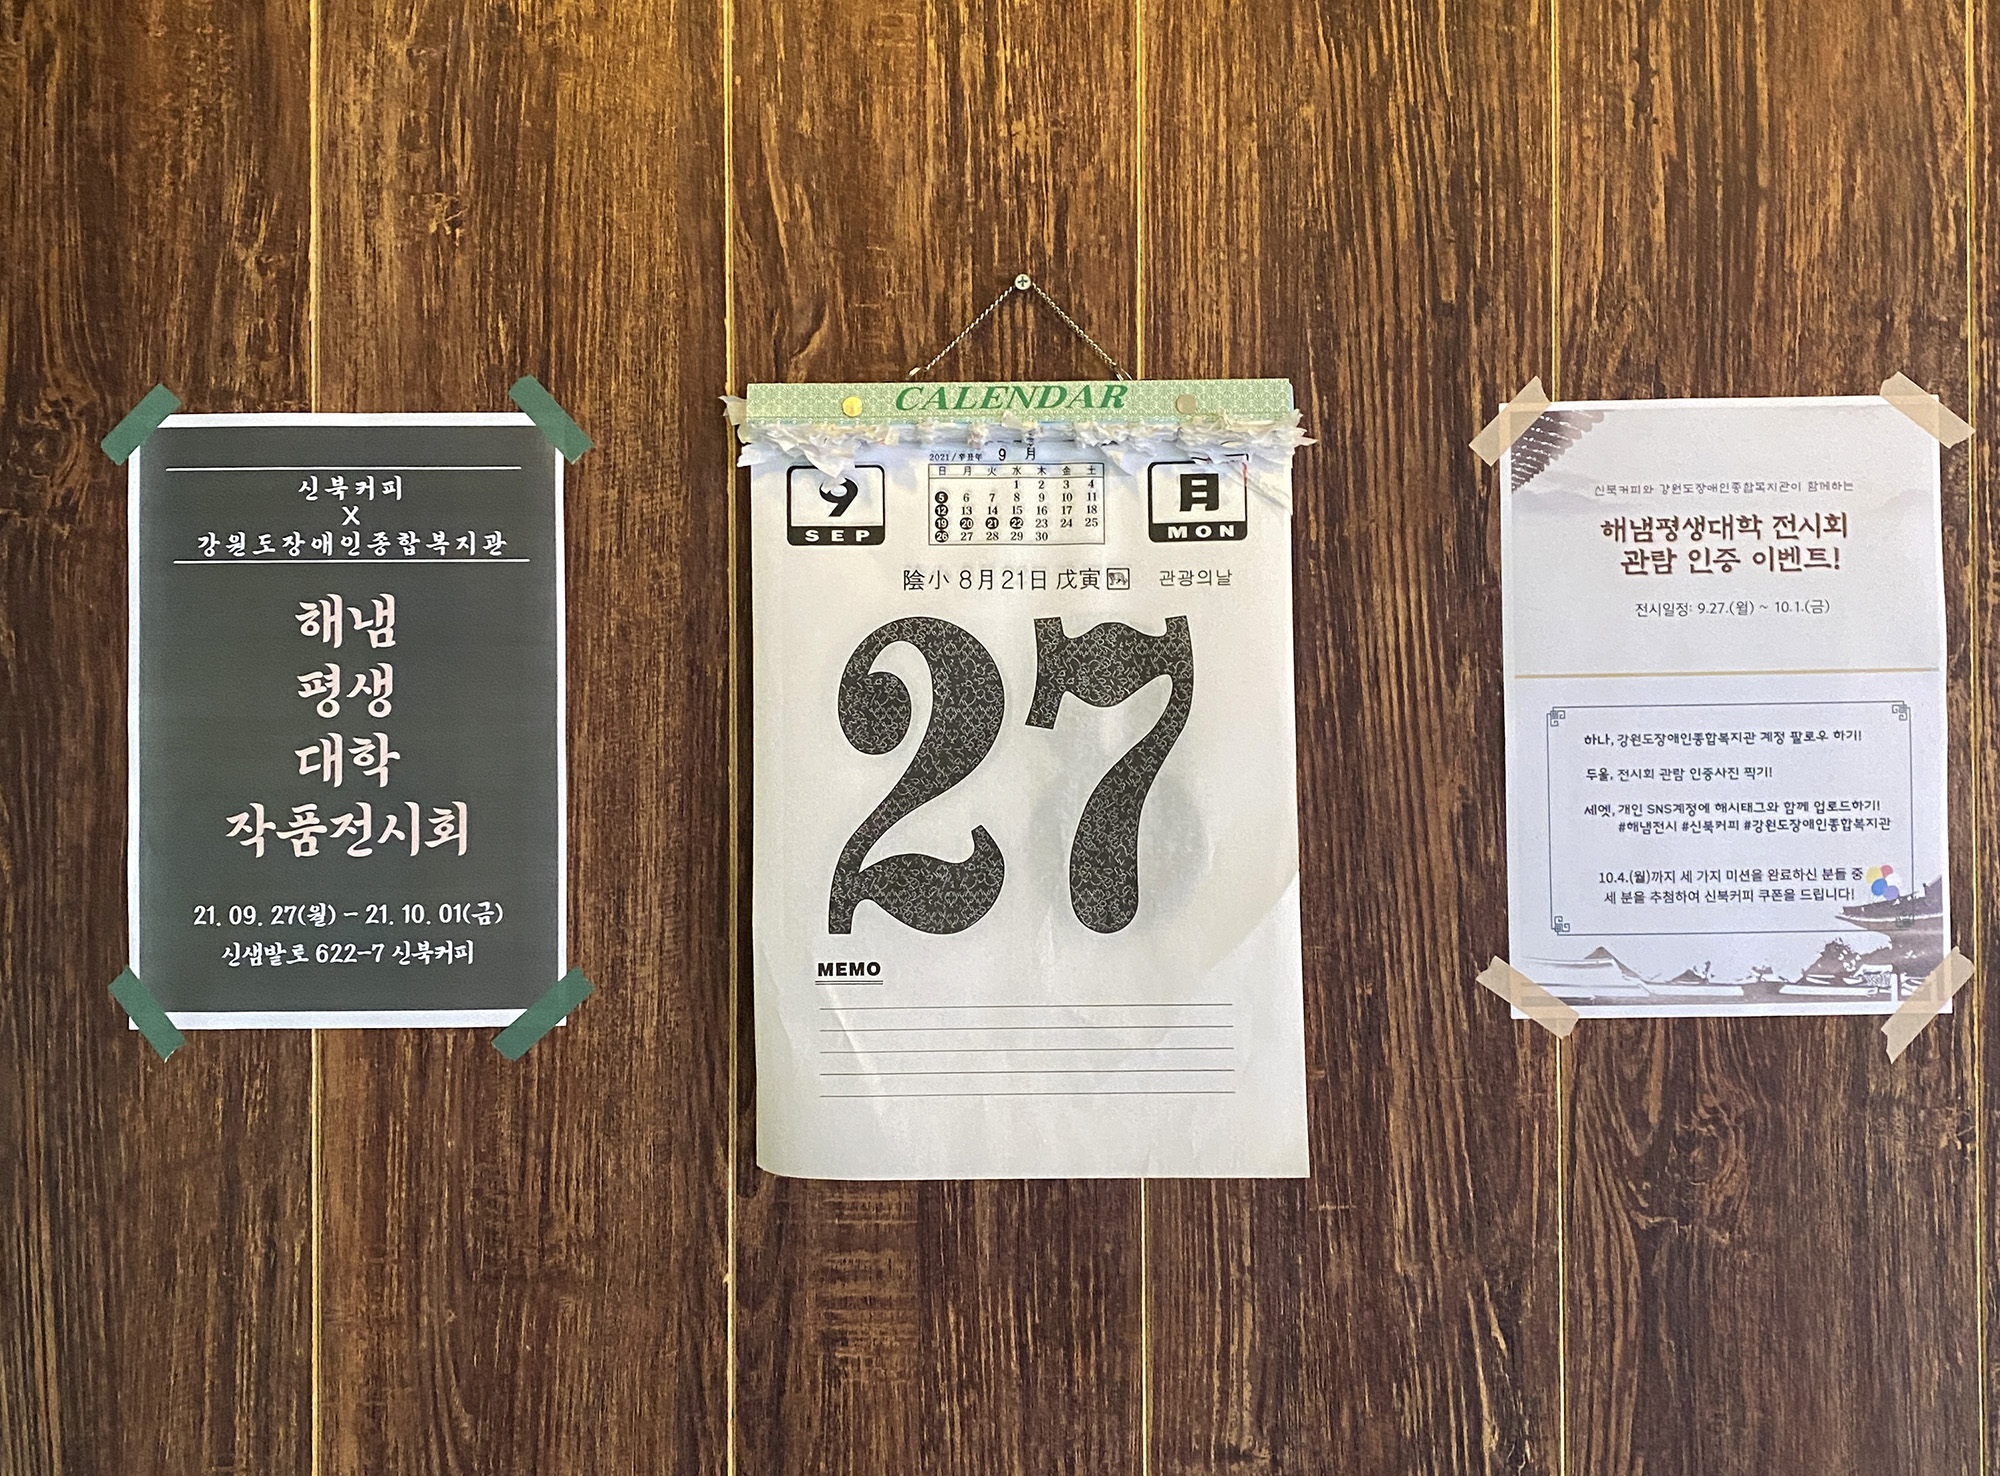 신북커피
X
강원도장애인종합복지관
해냄
평생
대학
작품전시회
21. 09. 27(월) - 21. 10. 01(금)
신샘밭로 622-7 신북커피
CALENDAR
2021/辛丑年 9 月
日 月 火 水 木 金 土
1 2 3 4
5 6 7 8 9 10 11
12 13 14 15 16 17 18
19 20 21 22 23 24 25
26 27 28 29 30
9
SEP
月
MON
陰小 8月21日 戊寅 관광의날
27
MEMO
신북커피와 강원도장애인종합복지관이 함께하는
해냄평생대학 전시회
관람 인증 이벤트!
전시일정: 9.27.(월) ~ 10.1.(금)
하나, 강원도장애인종합복지관 계정 팔로우 하기!
두울, 전시회 관람 인증사진 찍기!
세엣, 개인 SNS계정에 해시태그와 함께 업로드하기!
#해냄전시 #신북커피 #강원도장애인종합복지관
10.4.(월)까지 세 가지 미션을 완료하신 분들 중
세 분을 추첨하여 신북커피 쿠폰을 드립니다!